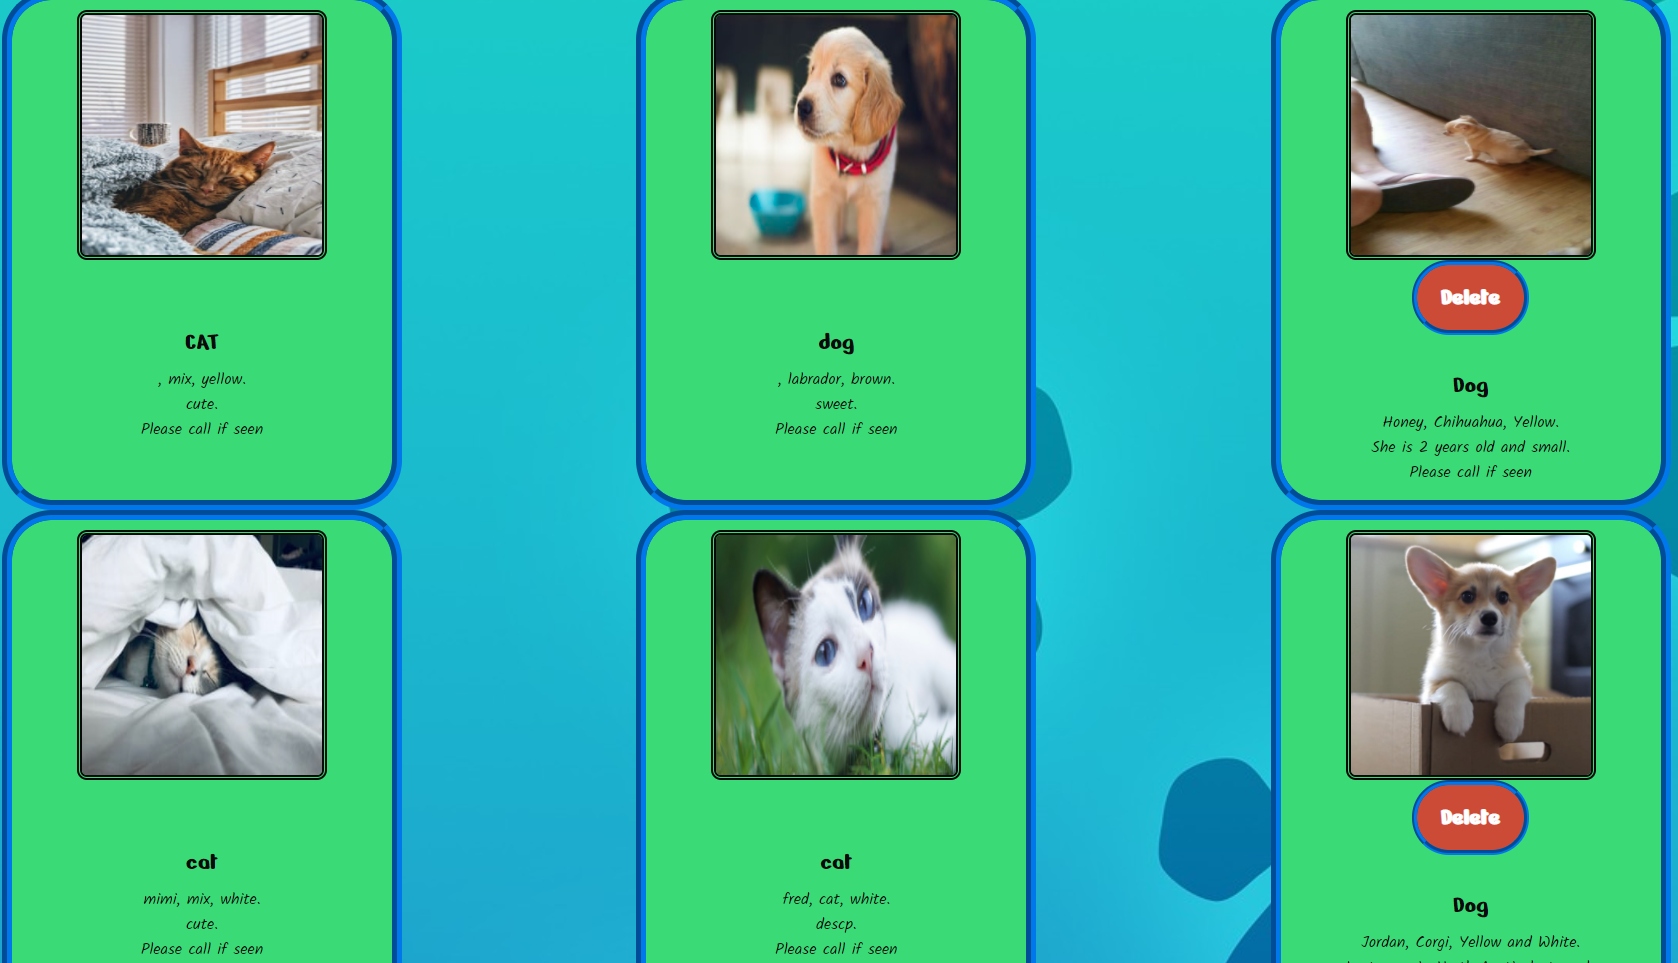 CAT
, mix, yellow.
cute.
Please call if seen
dog
, labrador, brown.
sweet.
Please call if seen
Delete
Dog
Honey, Chihuahua, Yellow.
She is 2 years old and small.
Please call if seen
cat
mimi, mix, white.
cute.
Please call if seen
cat
fred, cat, white.
descp.
Please call if seen
Delete
Dog
Jordan, Corgi, Yellow and White.